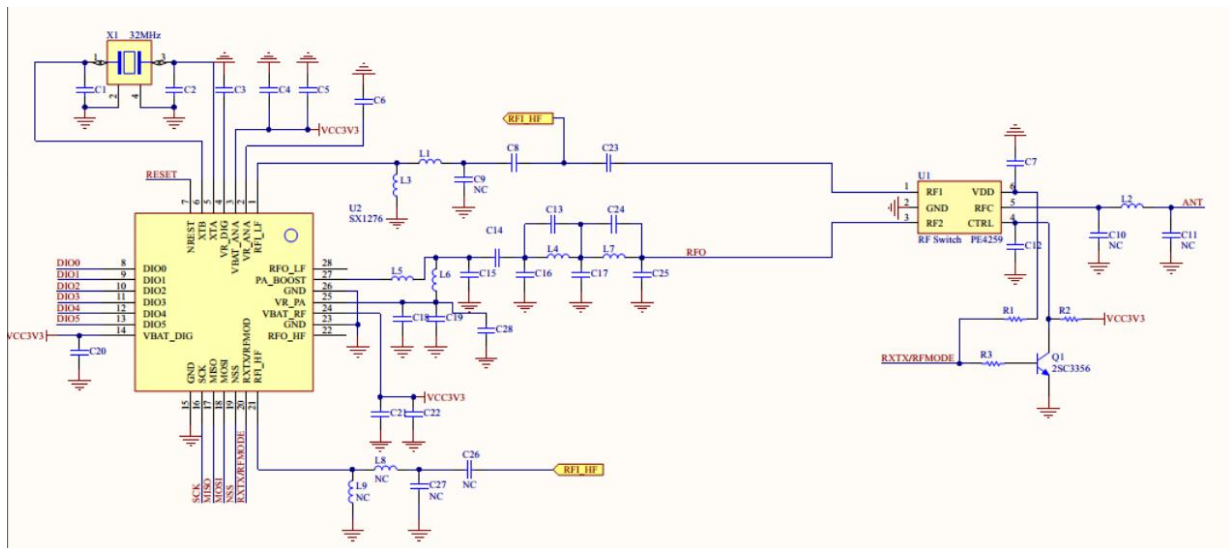 X1 32MHz
1
3
2
4
C1
C2
C3
C4
C5
C6
VCC3V3
RFI_HF
C8
C23
L1
L3
C9
NC
RESET
U2
SX1276
7
6
5
4
3
2
1
NREST
XTB
XTA
VR_DIG
VBAT_ANA
VR_ANA
RFI_LF
DIO0 8 DIO0
DIO1 9 DIO1
DIO2 10 DIO2
DIO3 11 DIO3
DIO4 12 DIO4
DIO5 13 DIO5
VCC3V3 14 VBAT_DIG
C20
RFO_LF 28
PA_BOOST 27
GND 26
VR_PA 25
VBAT_RF 24
GND 23
RFO_HF 22
GND
SCK
MISO
MOSI
NSS
RXTX/RFMOD
RFI_HF
15
16
17
18
19
20
21
SCK
MISO
MOSI
NSS
RXTX/RFMODE
L5
L6
C14
C15
C13
C24
L4
L7
C16
C17
C25
RFO
C18
C19
C28
VCC3V3
C21
C22
L8
NC
L9
NC
C27
NC
C26
NC
RFI_HF
C7
U1
1 RF1 VDD 6
2 GND RFC 5
3 RF2 CTRL 4
RF Switch PE4259
L2
ANT
C10
NC
C11
NC
C12
R1
R2
VCC3V3
RXTX/RFMODE
R3
Q1
2SC3356